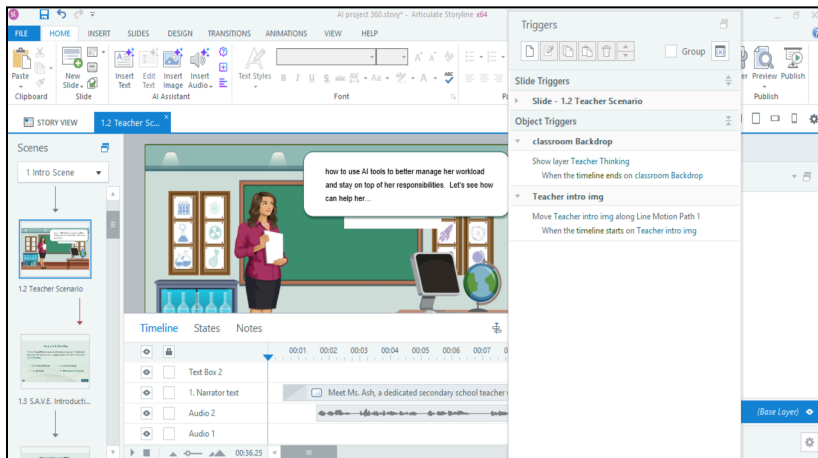 AI project 360.story* - Articulate Storyline x64
FILE HOME INSERT SLIDES DESIGN TRANSITIONS ANIMATIONS VIEW HELP
Paste
New
Slide
Insert
Text
Edit
Text
Insert
Image
Insert
Audio
Text Styles
B I U S abc AV Aa A ABC
Preview Publish
Clipboard Slide AI Assistant Font Publish
STORY VIEW 1.2 Teacher Sc...
Scenes
1 Intro Scene
1.2 Teacher Scenario
1.3 S.A.V.E. Introducti...
how to use AI tools to better manage her workload
and stay on top of her responsibilities. Let's see how
can help her...
Timeline States Notes
00:01 00:02 00:03 00:04 00:05 00:06 00:07
Text Box 2
1. Narrator text
Meet Ms. Ash, a dedicated secondary school teacher
Audio 2
Audio 1
00:36.25
Triggers
Group
Slide Triggers
Slide - 1.2 Teacher Scenario
Object Triggers
classroom Backdrop
Show layer Teacher Thinking
When the timeline ends on classroom Backdrop
Teacher intro img
Move Teacher intro img along Line Motion Path 1
When the timeline starts on Teacher intro img
(Base Layer)